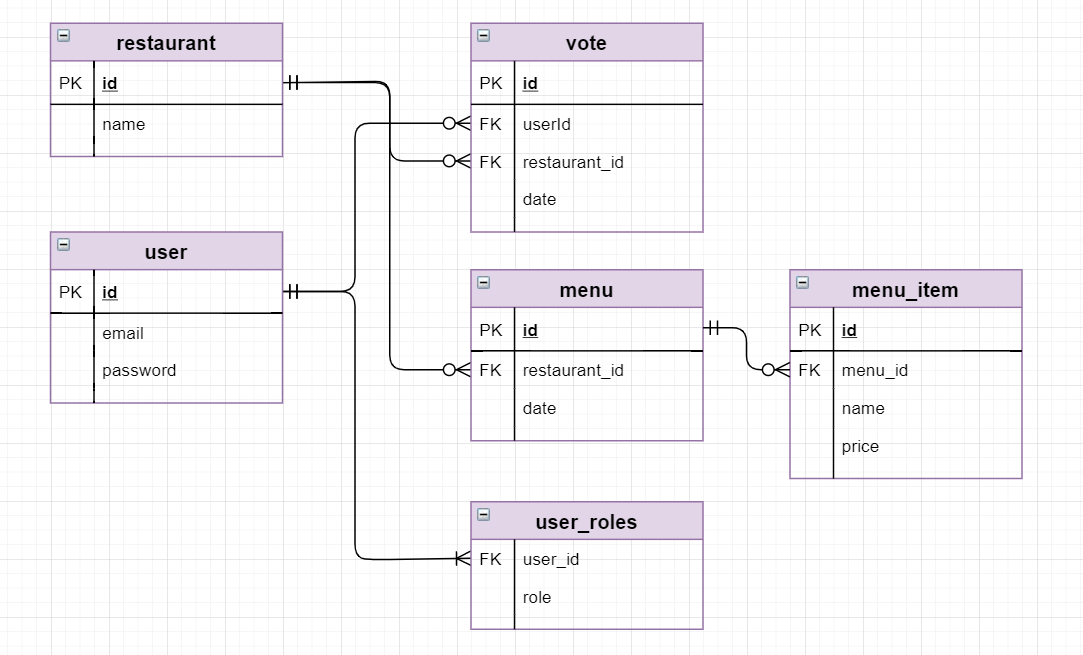 restaurant
PK id
name
vote
PK id
FK userId
FK restaurant_id
date
user
PK id
email
password
menu
PK id
FK restaurant_id
date
menu_item
PK id
FK menu_id
name
price
user_roles
FK user_id
role